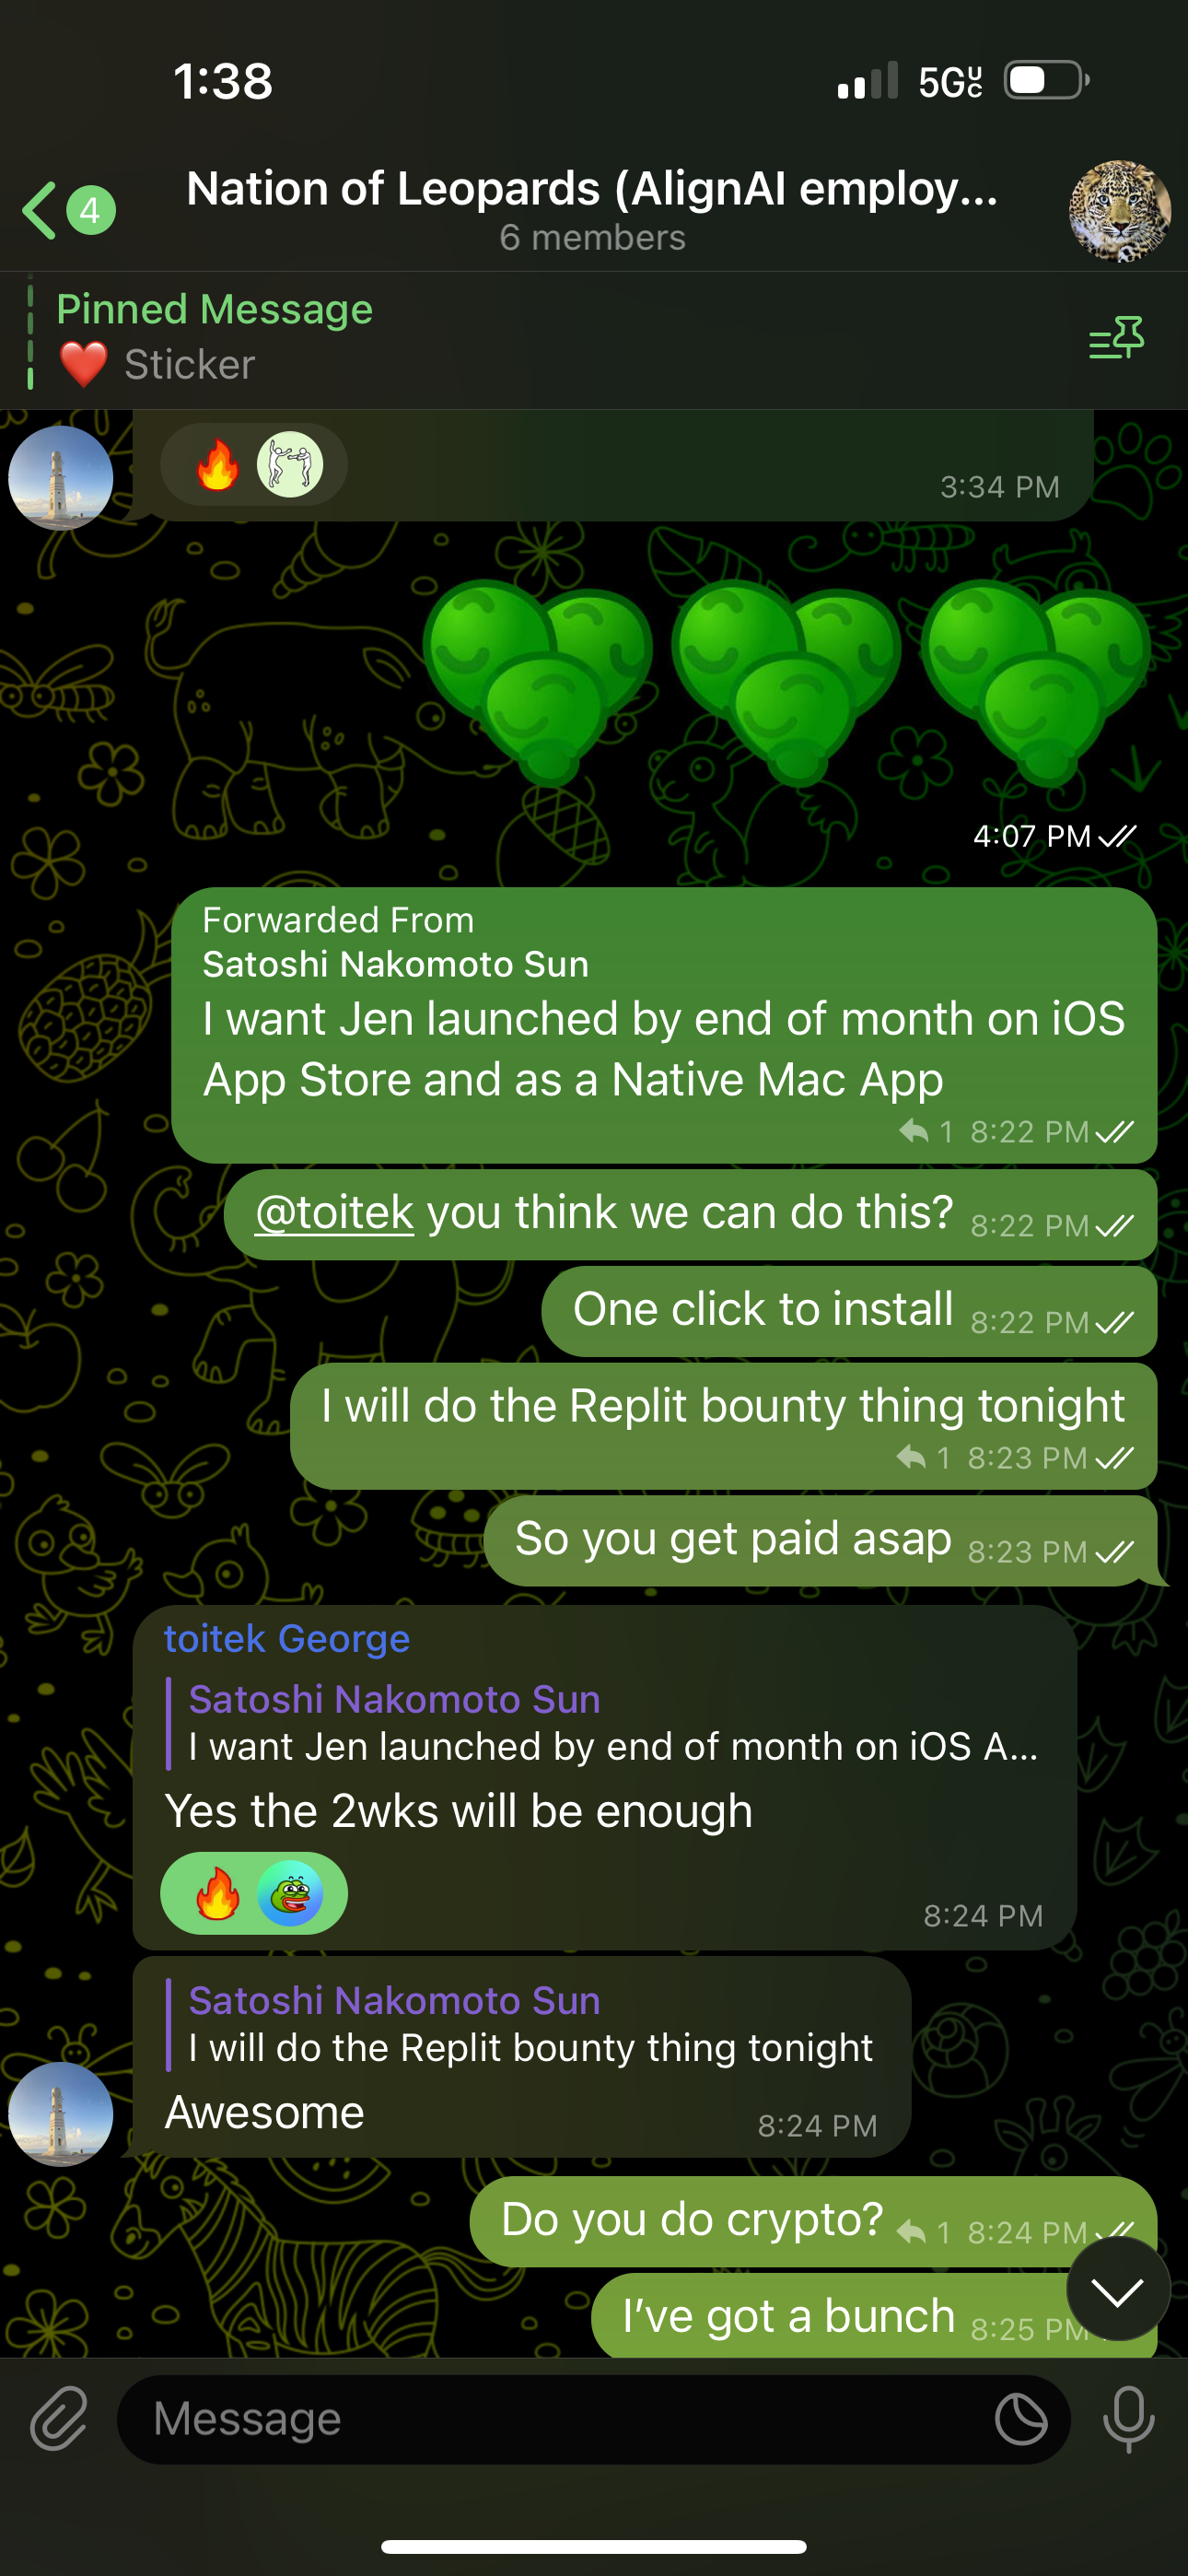 1:38
5G UC
4
Nation of Leopards (AlignAI employ...
6 members
Pinned Message
❤️ Sticker
3:34 PM
4:07 PM
Forwarded From
Satoshi Nakomoto Sun
I want Jen launched by end of month on iOS
App Store and as a Native Mac App
1 8:22 PM
@toitek you think we can do this? 8:22 PM
One click to install 8:22 PM
I will do the Replit bounty thing tonight
1 8:23 PM
So you get paid asap 8:23 PM
toitek George
Satoshi Nakomoto Sun
I want Jen launched by end of month on iOS A...
Yes the 2wks will be enough
8:24 PM
Satoshi Nakomoto Sun
I will do the Replit bounty thing tonight
Awesome 8:24 PM
Do you do crypto? 1 8:24 PM
I’ve got a bunch 8:25 PM
Message